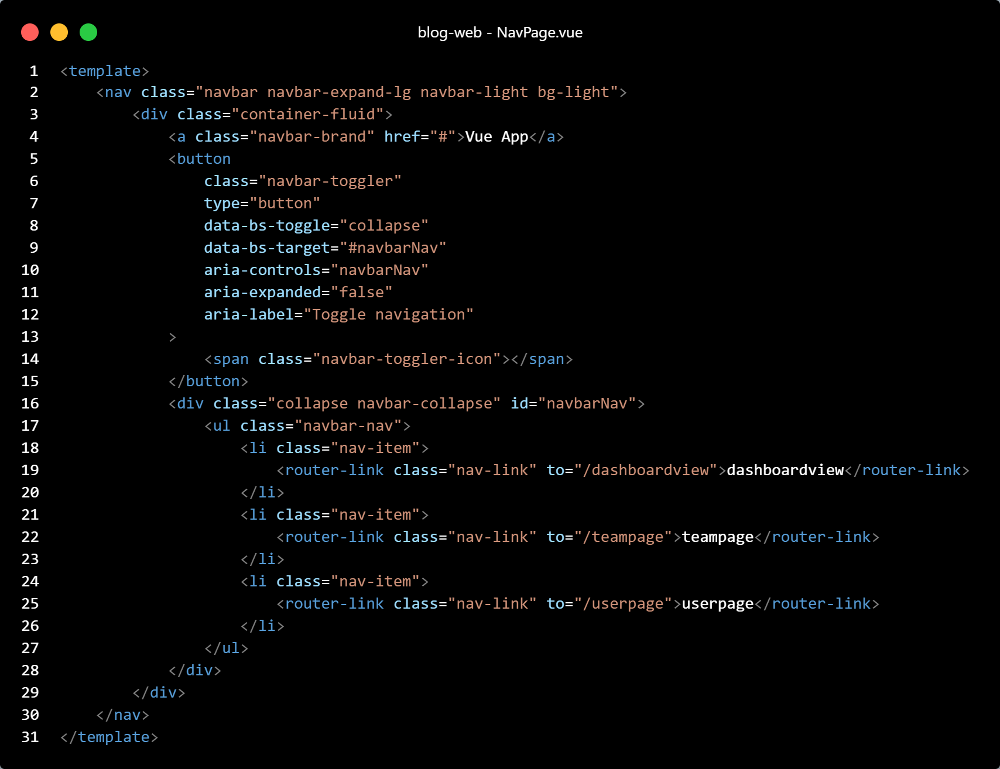 blog-web - NavPage.vue
1 <template>
2     <nav class="navbar navbar-expand-lg navbar-light bg-light">
3         <div class="container-fluid">
4             <a class="navbar-brand" href="#">Vue App</a>
5             <button
6                 class="navbar-toggler"
7                 type="button"
8                 data-bs-toggle="collapse"
9                 data-bs-target="#navbarNav"
10                 aria-controls="navbarNav"
11                 aria-expanded="false"
12                 aria-label="Toggle navigation"
13             >
14                 <span class="navbar-toggler-icon"></span>
15             </button>
16             <div class="collapse navbar-collapse" id="navbarNav">
17                 <ul class="navbar-nav">
18                     <li class="nav-item">
19                         <router-link class="nav-link" to="/dashboardview">dashboardview</router-link>
20                     </li>
21                     <li class="nav-item">
22                         <router-link class="nav-link" to="/teampage">teampage</router-link>
23                     </li>
24                     <li class="nav-item">
25                         <router-link class="nav-link" to="/userpage">userpage</router-link>
26                     </li>
27                 </ul>
28             </div>
29         </div>
30     </nav>
31 </template>